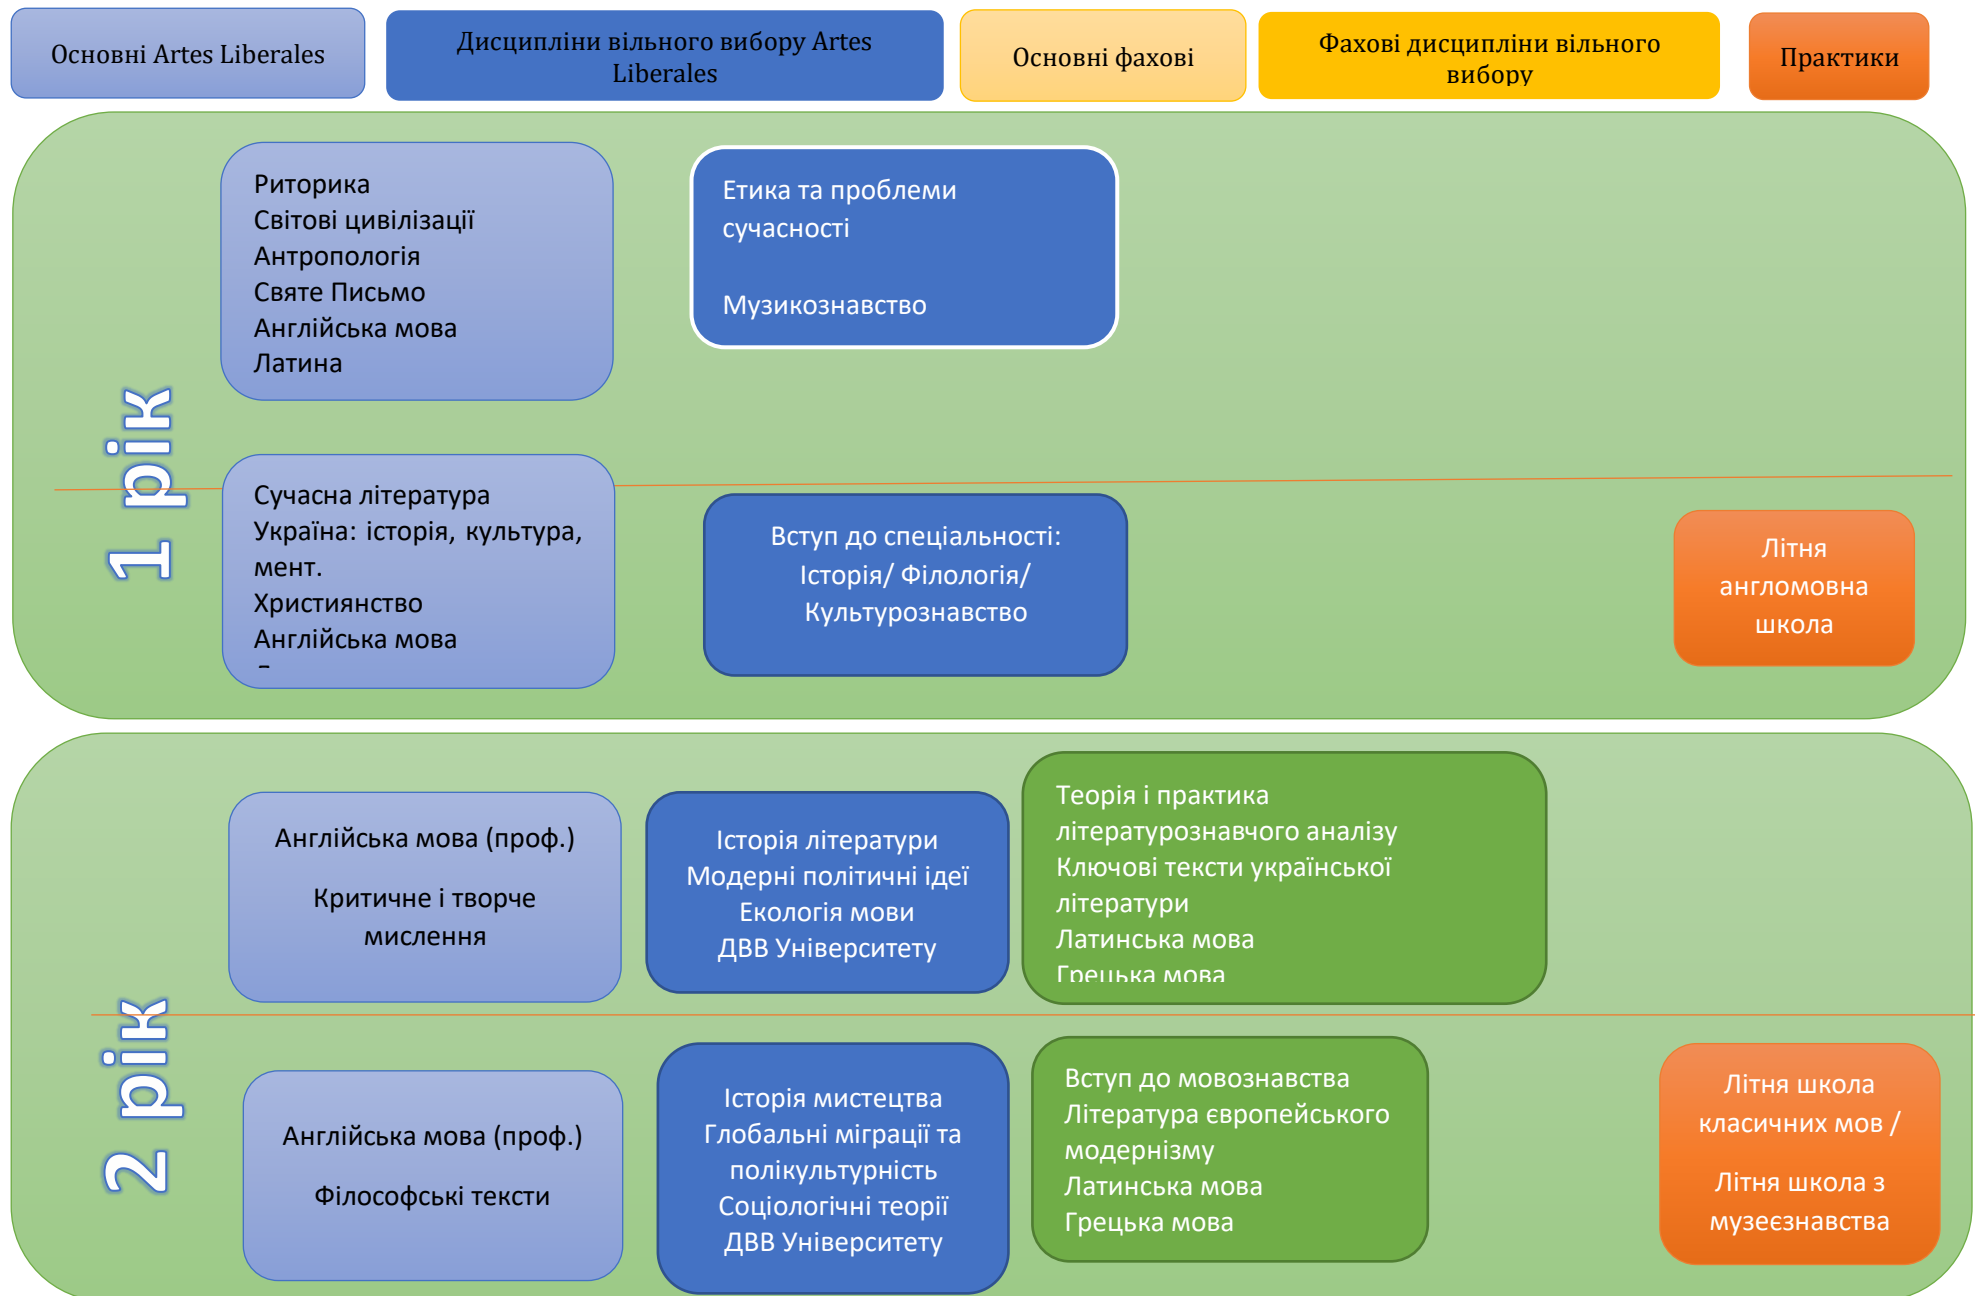 Основні Artes Liberales
Дисципліни вільного вибору Artes
Liberales
Основні фахові
Фахові дисципліни вільного
вибору
Практики
1 рік
Риторика
Світові цивілізації
Антропологія
Святе Письмо
Англійська мова
Латина
Етика та проблеми
сучасності
Музикознавство
Сучасна література
Україна: історія, культура,
мент.
Християнство
Англійська мова
Вступ до спеціальності:
Історія/ Філологія/
Культурознавство
Літня
англомовна
школа
2 рік
Англійська мова (проф.)
Критичне і творче
мислення
Історія літератури
Модерні політичні ідеї
Екологія мови
ДВВ Університету
Теорія і практика
літературознавчого аналізу
Ключові тексти української
літератури
Латинська мова
Грецька мова
Англійська мова (проф.)
Філософські тексти
Історія мистецтва
Глобальні міграції та
полікультурність
Соціологічні теорії
ДВВ Університету
Вступ до мовознавства
Література європейського
модернізму
Латинська мова
Грецька мова
Літня школа
класичних мов /
Літня школа з
музеєзнавства